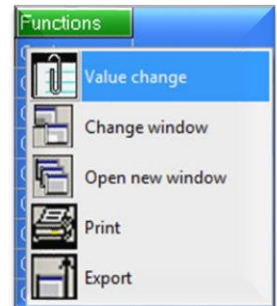 Functions
Value change
Change window
Open new window
Print
Export